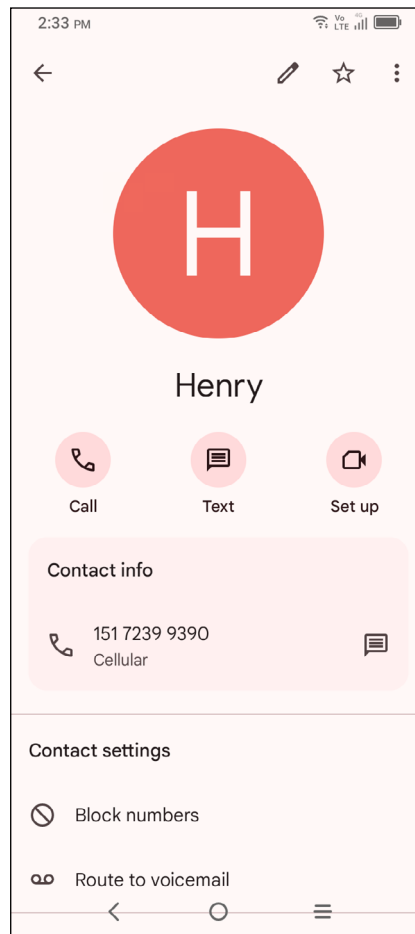 2:33 PM
Vo LTE 4G
H
Henry
Call
Text
Set up
Contact info
151 7239 9390
Cellular
Contact settings
Block numbers
Route to voicemail